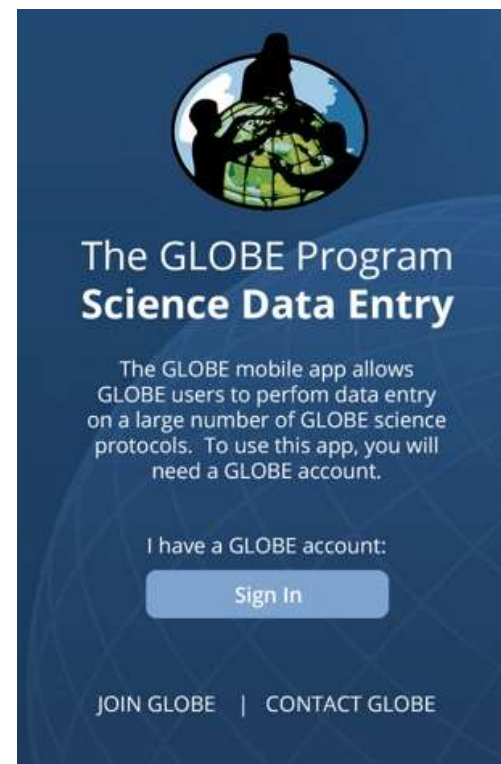 The GLOBE Program
Science Data Entry
The GLOBE mobile app allows
GLOBE users to perfom data entry
on a large number of GLOBE science
protocols. To use this app, you will
need a GLOBE account.
I have a GLOBE account:
Sign In
JOIN GLOBE | CONTACT GLOBE